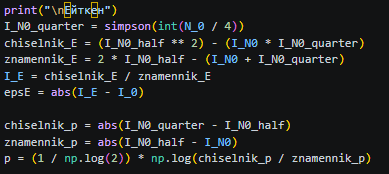 print("\nЕйткен")
I_N0_quarter = simpson(int(N_0 / 4))
chiselnik_E = (I_N0_half ** 2) - (I_N0 * I_N0_quarter)
znamennik_E = 2 * I_N0_half - (I_N0 + I_N0_quarter)
I_E = chiselnik_E / znamennik_E
epsE = abs(I_E - I_0)
chiselnik_p = abs(I_N0_quarter - I_N0_half)
znamennik_p = abs(I_N0_half - I_N0)
p = (1 / np.log(2)) * np.log(chiselnik_p / znamennik_p)